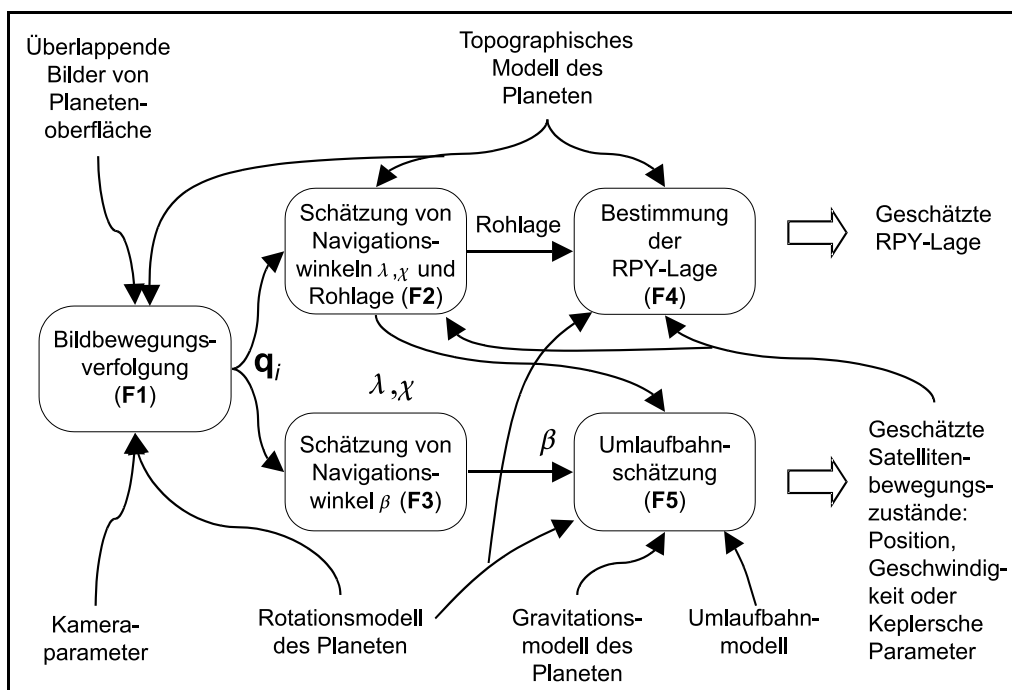 Überlappende
Bilder von
Planeten-
oberfläche
Topographisches
Modell des
Planeten
Schätzung von
Navigations-
winkeln λ,χ und
Rohlage (F2)
Rohlage
Bestimmung
der
RPY-Lage
(F4)
Geschätzte
RPY-Lage
Bildbewegungs-
verfolgung
(F1)
qi
λ,χ
Schätzung von
Navigations-
winkel β (F3)
β
Umlaufbahn-
schätzung
(F5)
Geschätzte
Satelliten-
bewegungs-
zustände:
Position,
Geschwindig-
keit oder
Keplersche
Parameter
Kamera-
parameter
Rotationsmodell
des Planeten
Gravitations-
modell des
Planeten
Umlaufbahn-
modell